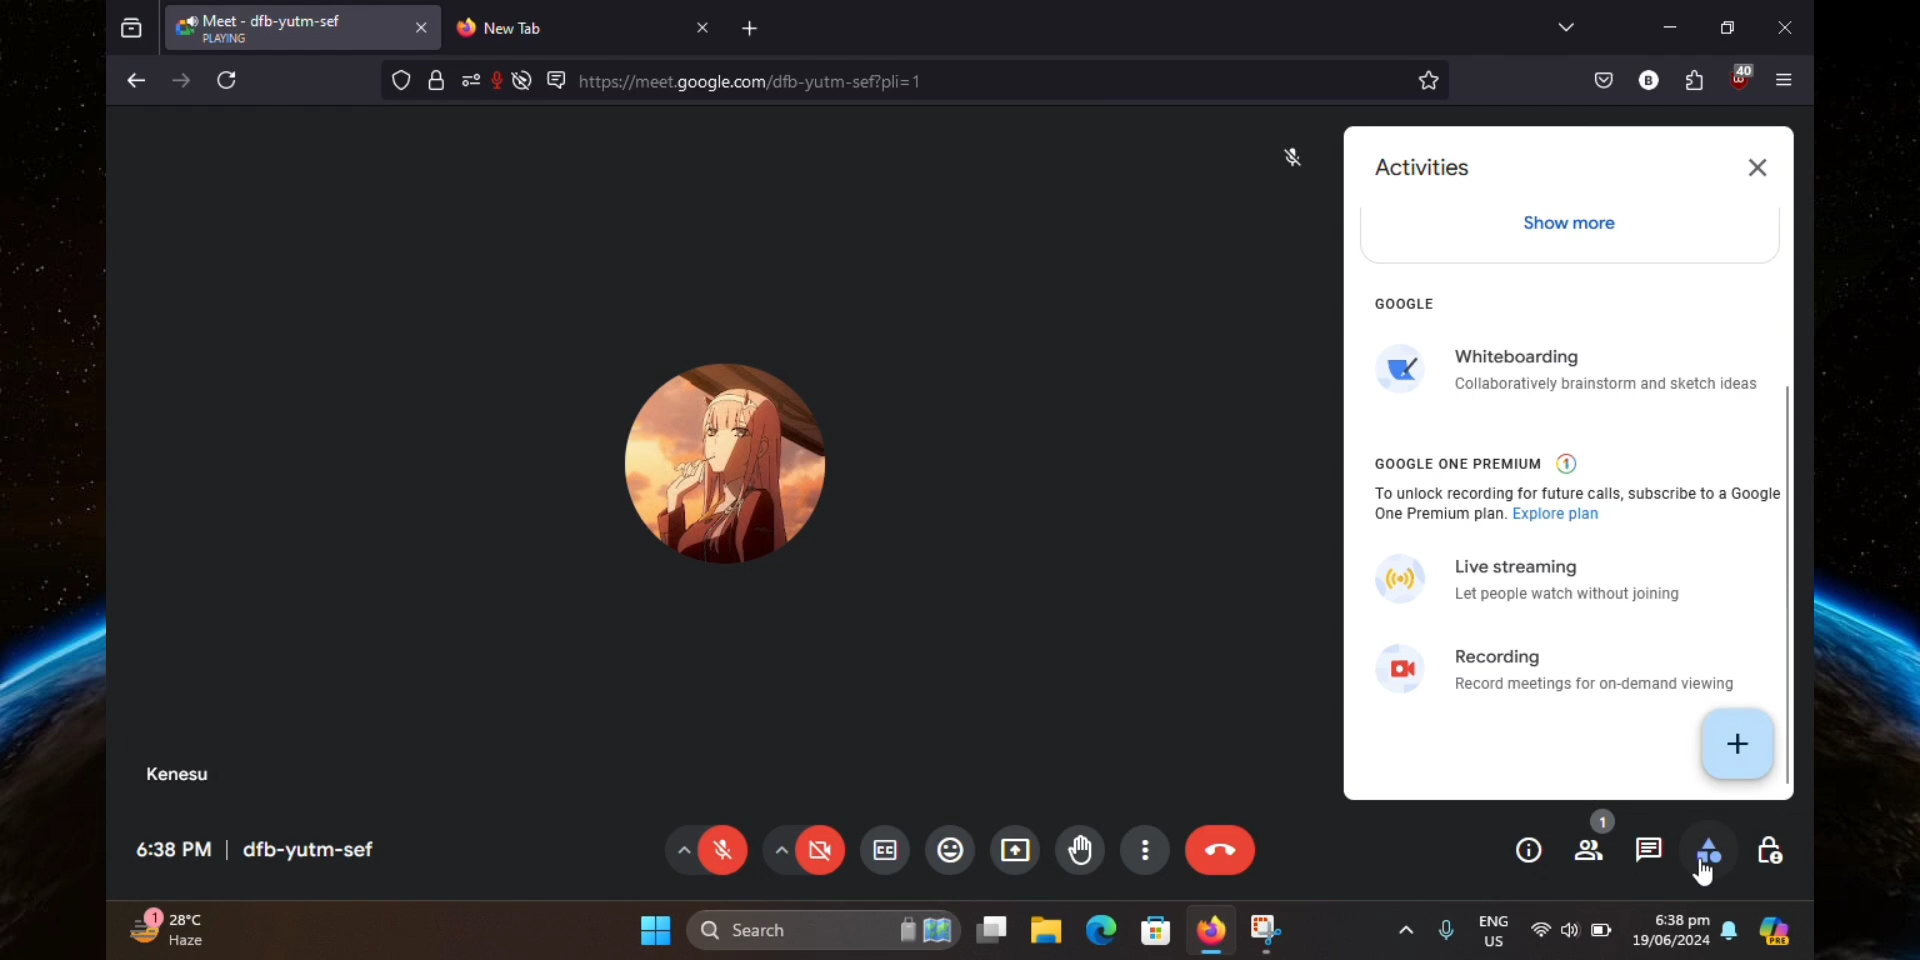 Meet - dfb-yutm-sef
PLAYING
New Tab
https://meet.google.com/dfb-yutm-sef?pli=1
B
40
Activities
Show more
GOOGLE
Whiteboarding
Collaboratively brainstorm and sketch ideas
GOOGLE ONE PREMIUM 1
To unlock recording for future calls, subscribe to a Google
One Premium plan. Explore plan
Live streaming
Let people watch without joining
Recording
Record meetings for on-demand viewing
Kenesu
6:38 PM | dfb-yutm-sef
CC
1
1
28°C
Haze
Search
ENG
US
6:38 pm
19/06/2024
PRE